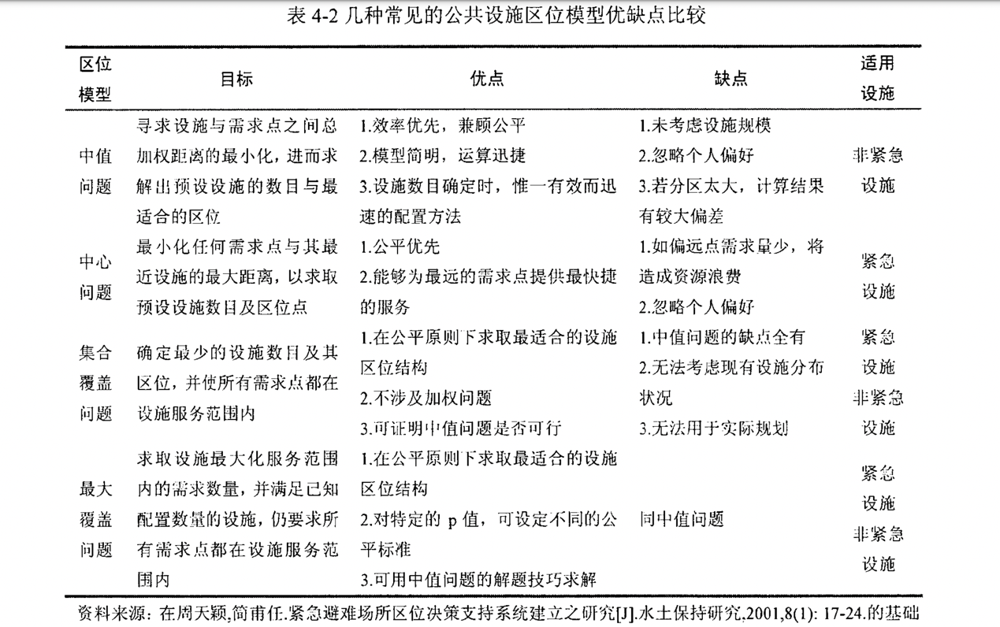 表 4-2 几种常见的公共设施区位模型优缺点比较
区位模型 目标 优点 缺点 适用设施
中值问题
寻求设施与需求点之间总
加权距离的最小化，进而求
解出预设设施的数目与最
适合的区位
1.效率优先，兼顾公平
2.模型简明，运算迅捷
3.设施数目确定时，惟一有效而迅
速的配置方法
1.未考虑设施规模
2.忽略个人偏好
3.若分区太大，计算结果
有较大偏差
非紧急
设施
中心
问题
最小化任何需求点与其最
近设施的最大距离，以求取
预设设施数目及区位点
1.公平优先
2.能够为最远的需求点提供最快捷
的服务
1.如偏远点需求量少，将
造成资源浪费
2.忽略个人偏好
紧急
设施
集合
覆盖
问题
确定最少的设施数目及其
区位，并使所有需求点都在
设施服务范围内
1.在公平原则下求取最适合的设施
区位结构
2.不涉及加权问题
3.可证明中值问题是否可行
1.中值问题的缺点全有
2.无法考虑现有设施分布
状况
3.无法用于实际规划
紧急
设施
非紧急
设施
最大
覆盖
问题
求取设施最大化服务范围
内的需求数量，并满足已知
配置数量的设施，仍要求所
有需求点都在设施服务范
围内
1.在公平原则下求取最适合的设施
区位结构
2.对特定的 p 值，可设定不同的公
平标准
3.可用中值问题的解题技巧求解
同中值问题
紧急
设施
非紧急
设施
资料来源：在周天颖,简甫任.紧急避难场所区位决策支持系统建立之研究[J].水土保持研究,2001,8(1): 17-24.的基础